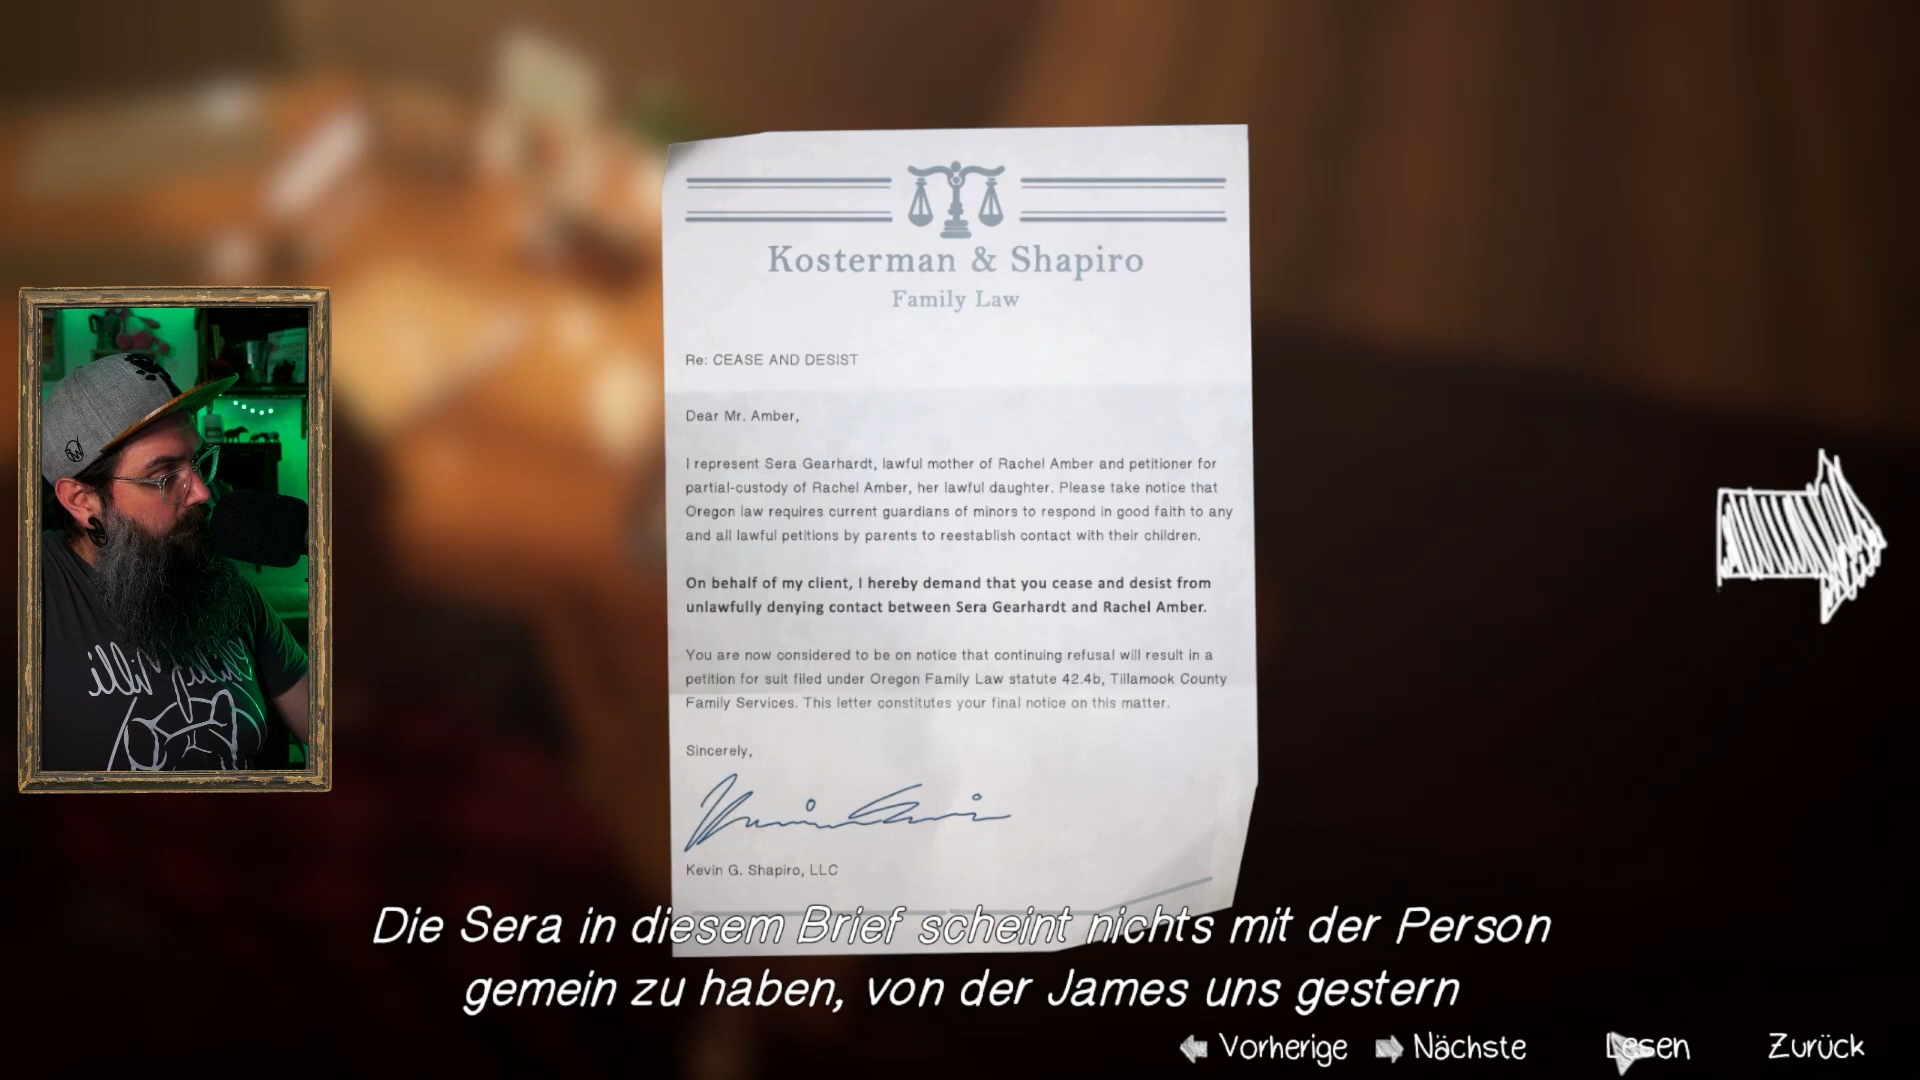 Kosterman & Shapiro
Family Law
Re: CEASE AND DESIST
Dear Mr. Amber,
I represent Sera Gearhardt, lawful mother of Rachel Amber and petitioner for
partial-custody of Rachel Amber, her lawful daughter. Please take notice that
Oregon law requires current guardians of minors to respond in good faith to any
and all lawful petitions by parents to reestablish contact with their children.
On behalf of my client, I hereby demand that you cease and desist from
unlawfully denying contact between Sera Gearhardt and Rachel Amber.
You are now considered to be on notice that continuing refusal will result in a
petition for suit filed under Oregon Family Law statute 42.4b, Tillamook County
Family Services. This letter constitutes your final notice on this matter.
Sincerely,
Kevin G. Shapiro, LLC
Die Sera in diesem Brief scheint nichts mit der Person
gemein zu haben, von der James uns gestern
Vorherige Nächste Lesen Zurück